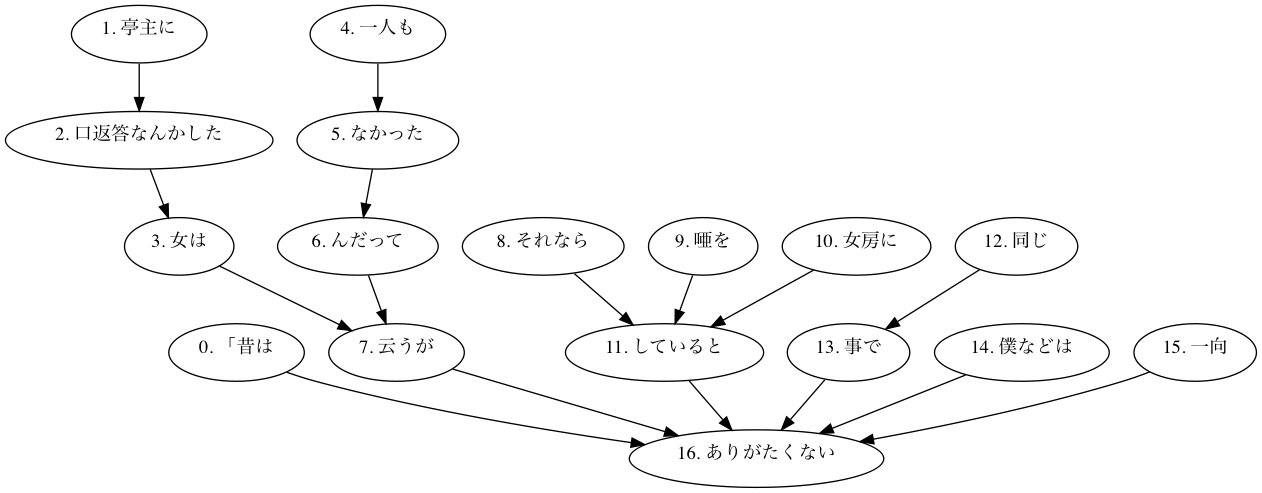 1. 亭主に
4. 一人も
2. 口返答なんかした
5. なかった
3. 女は
6. んだって
8. それなら
9. 唖を
10. 女房に
12. 同じ
0. 「昔は
7. 云うが
11. していると
13. 事で
14. 僕などは
15. 一向
16. ありがたくない